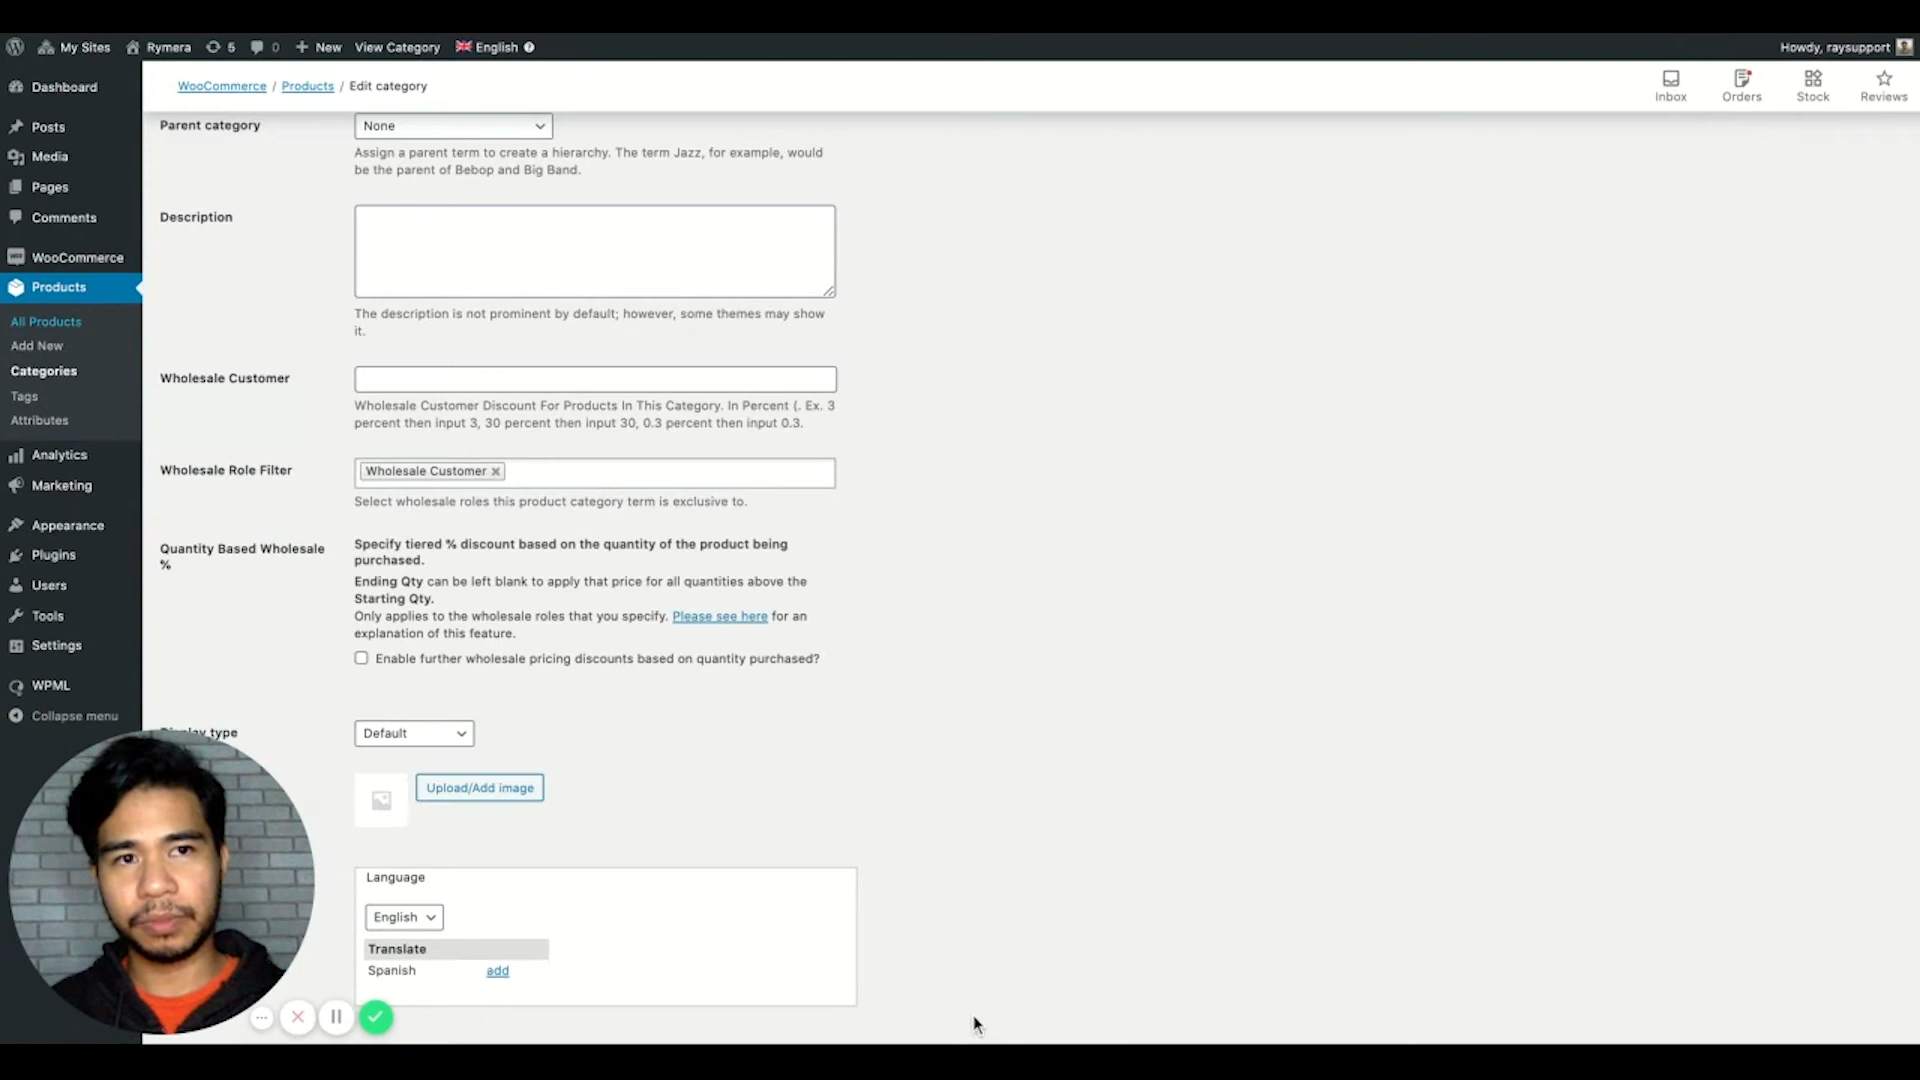 My Sites Rymera 5 0 New View Category English Howdy, raysupport
Dashboard
Posts
Media
Pages
Comments
WooCommerce
Products
All Products
Add New
Categories
Tags
Attributes
Analytics
Marketing
Appearance
Plugins
Users
Tools
Settings
WPML
Collapse menu
WooCommerce / Products / Edit category
Inbox Orders Stock Reviews
Parent category None
Assign a parent term to create a hierarchy. The term Jazz, for example, would
be the parent of Bebop and Big Band.
Description
The description is not prominent by default; however, some themes may show
it.
Wholesale Customer
Wholesale Customer Discount For Products In This Category. In Percent (. Ex. 3
percent then input 3, 30 percent then input 30, 0.3 percent then input 0.3.
Wholesale Role Filter Wholesale Customer ×
Select wholesale roles this product category term is exclusive to.
Quantity Based Wholesale
%
Specify tiered % discount based on the quantity of the product being
purchased.
Ending Qty can be left blank to apply that price for all quantities above the
Starting Qty.
Only applies to the wholesale roles that you specify. Please see here for an
explanation of this feature.
Enable further wholesale pricing discounts based on quantity purchased?
type Default
Upload/Add image
Language
English
Translate
Spanish add